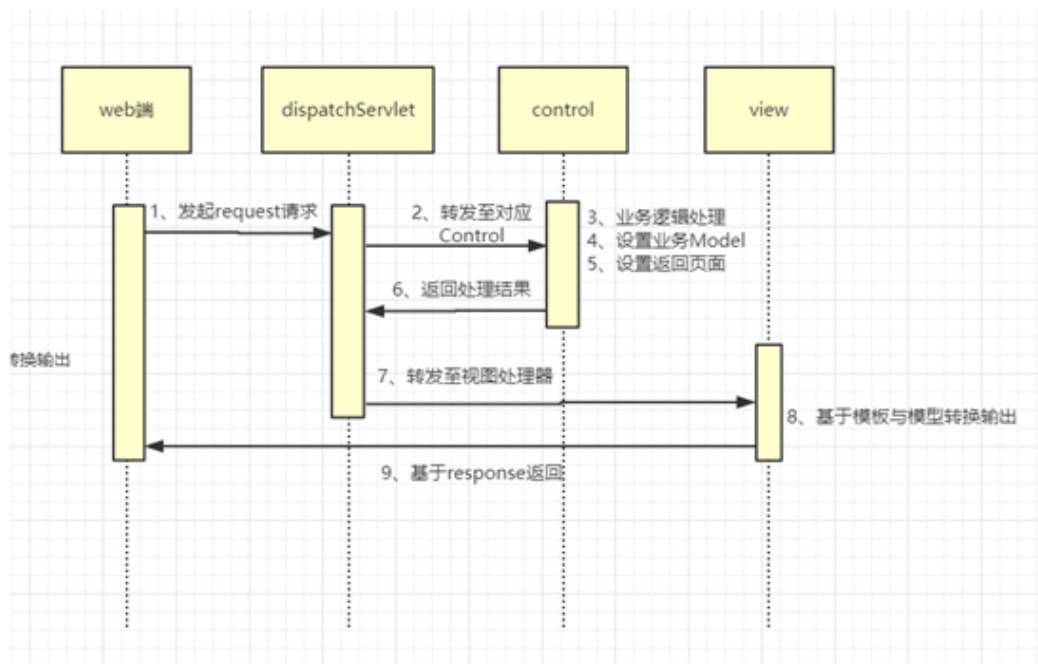 web端
dispatchServlet
control
view
1、发起request请求
2、转发至对应
Control
3、业务逻辑处理
4、设置业务Model
5、设置返回页面
6、返回处理结果
转换输出
7、转发至视图处理器
8、基于模板与模型转换输出
9、基于response返回